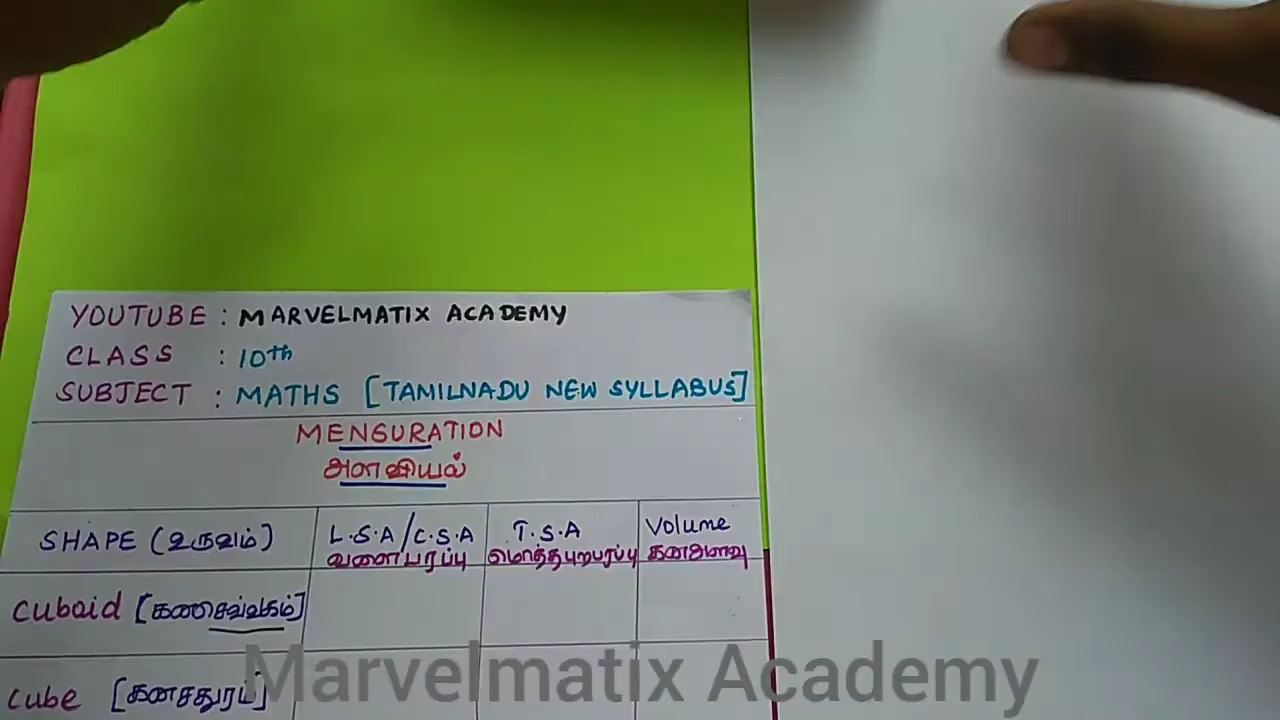 YOUTUBE : MARVELMATIX ACADEMY
CLASS : 10th
SUBJECT : MATHS [TAMILNADU NEW SYLLABUS]
MENSURATION
அளவியல்
SHAPE (உருவம்) L.S.A/C.S.A T.S.A Volume
வளைபரப்பு மொத்தபுறபரப்பு கனஅளவு
Cuboid [கனசெவ்வகம்]
Cube [கனசதுரம்]
Marvelmatix Academy